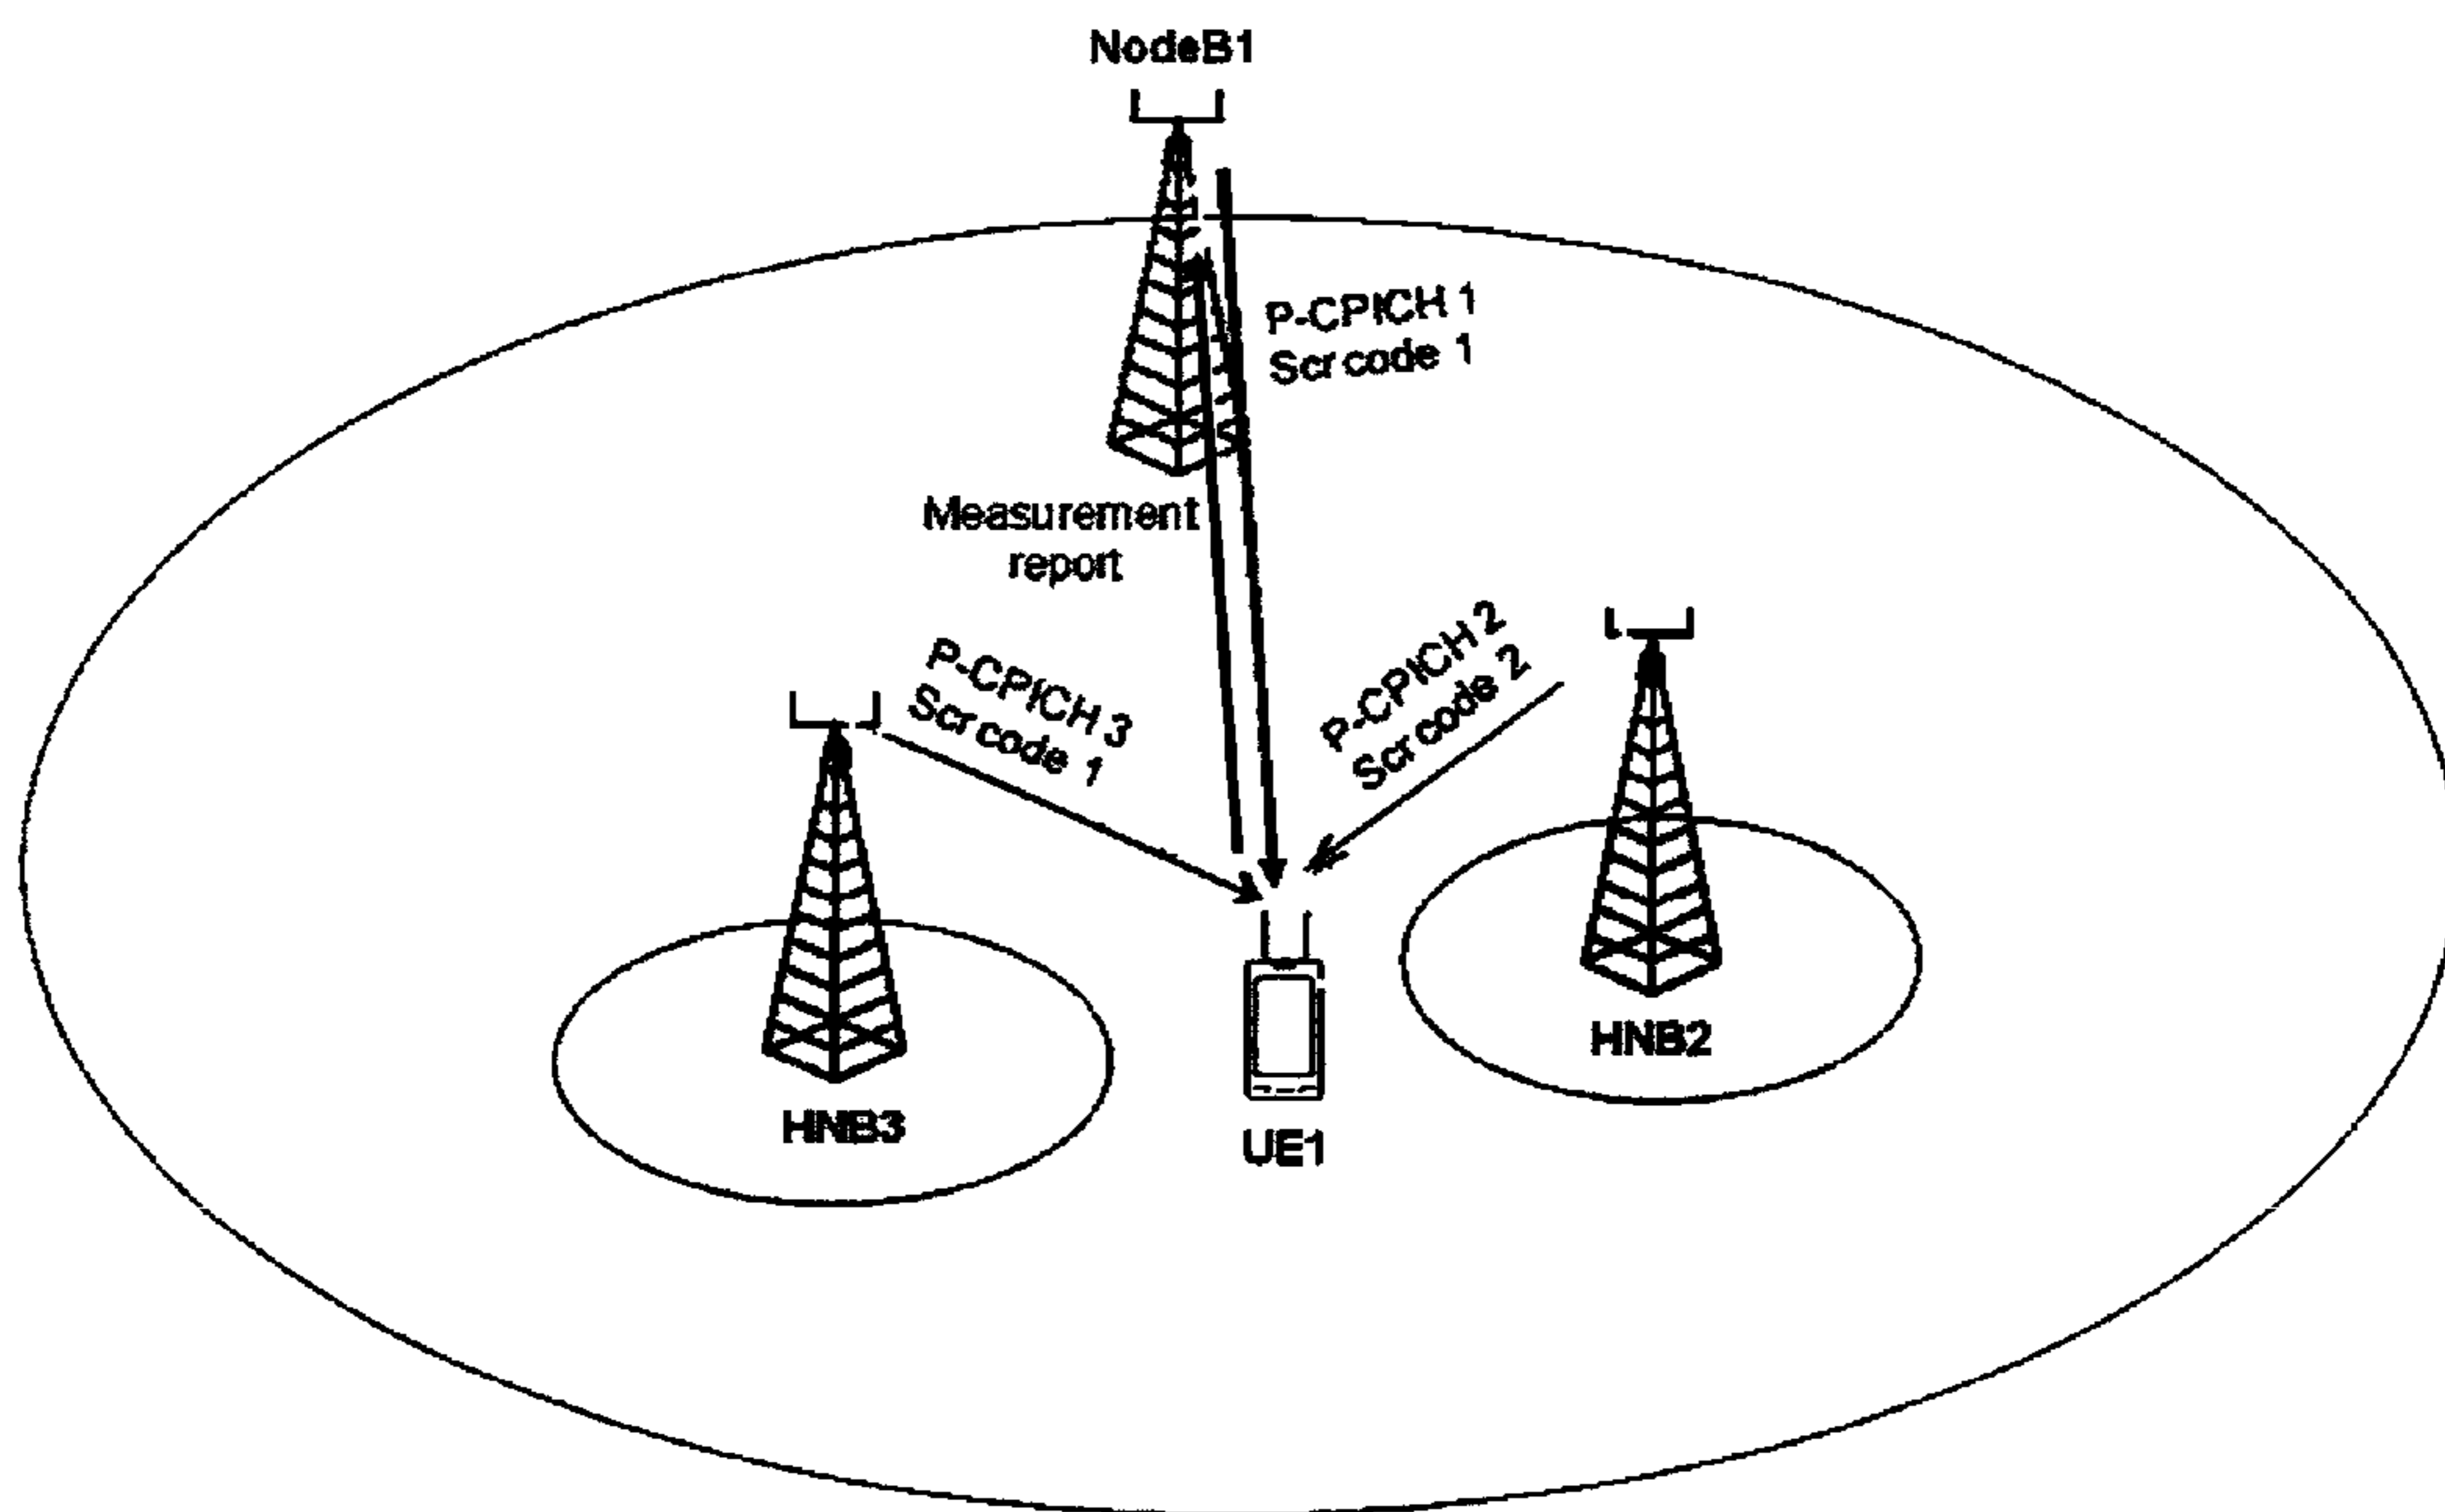 NodeB1
P-CPICH 1
Scr code 1
Measurement
report
P-CPICH 3
Scr code 1
P-CPICH 2
Scr code 2
HNB2
HNB3
UE1